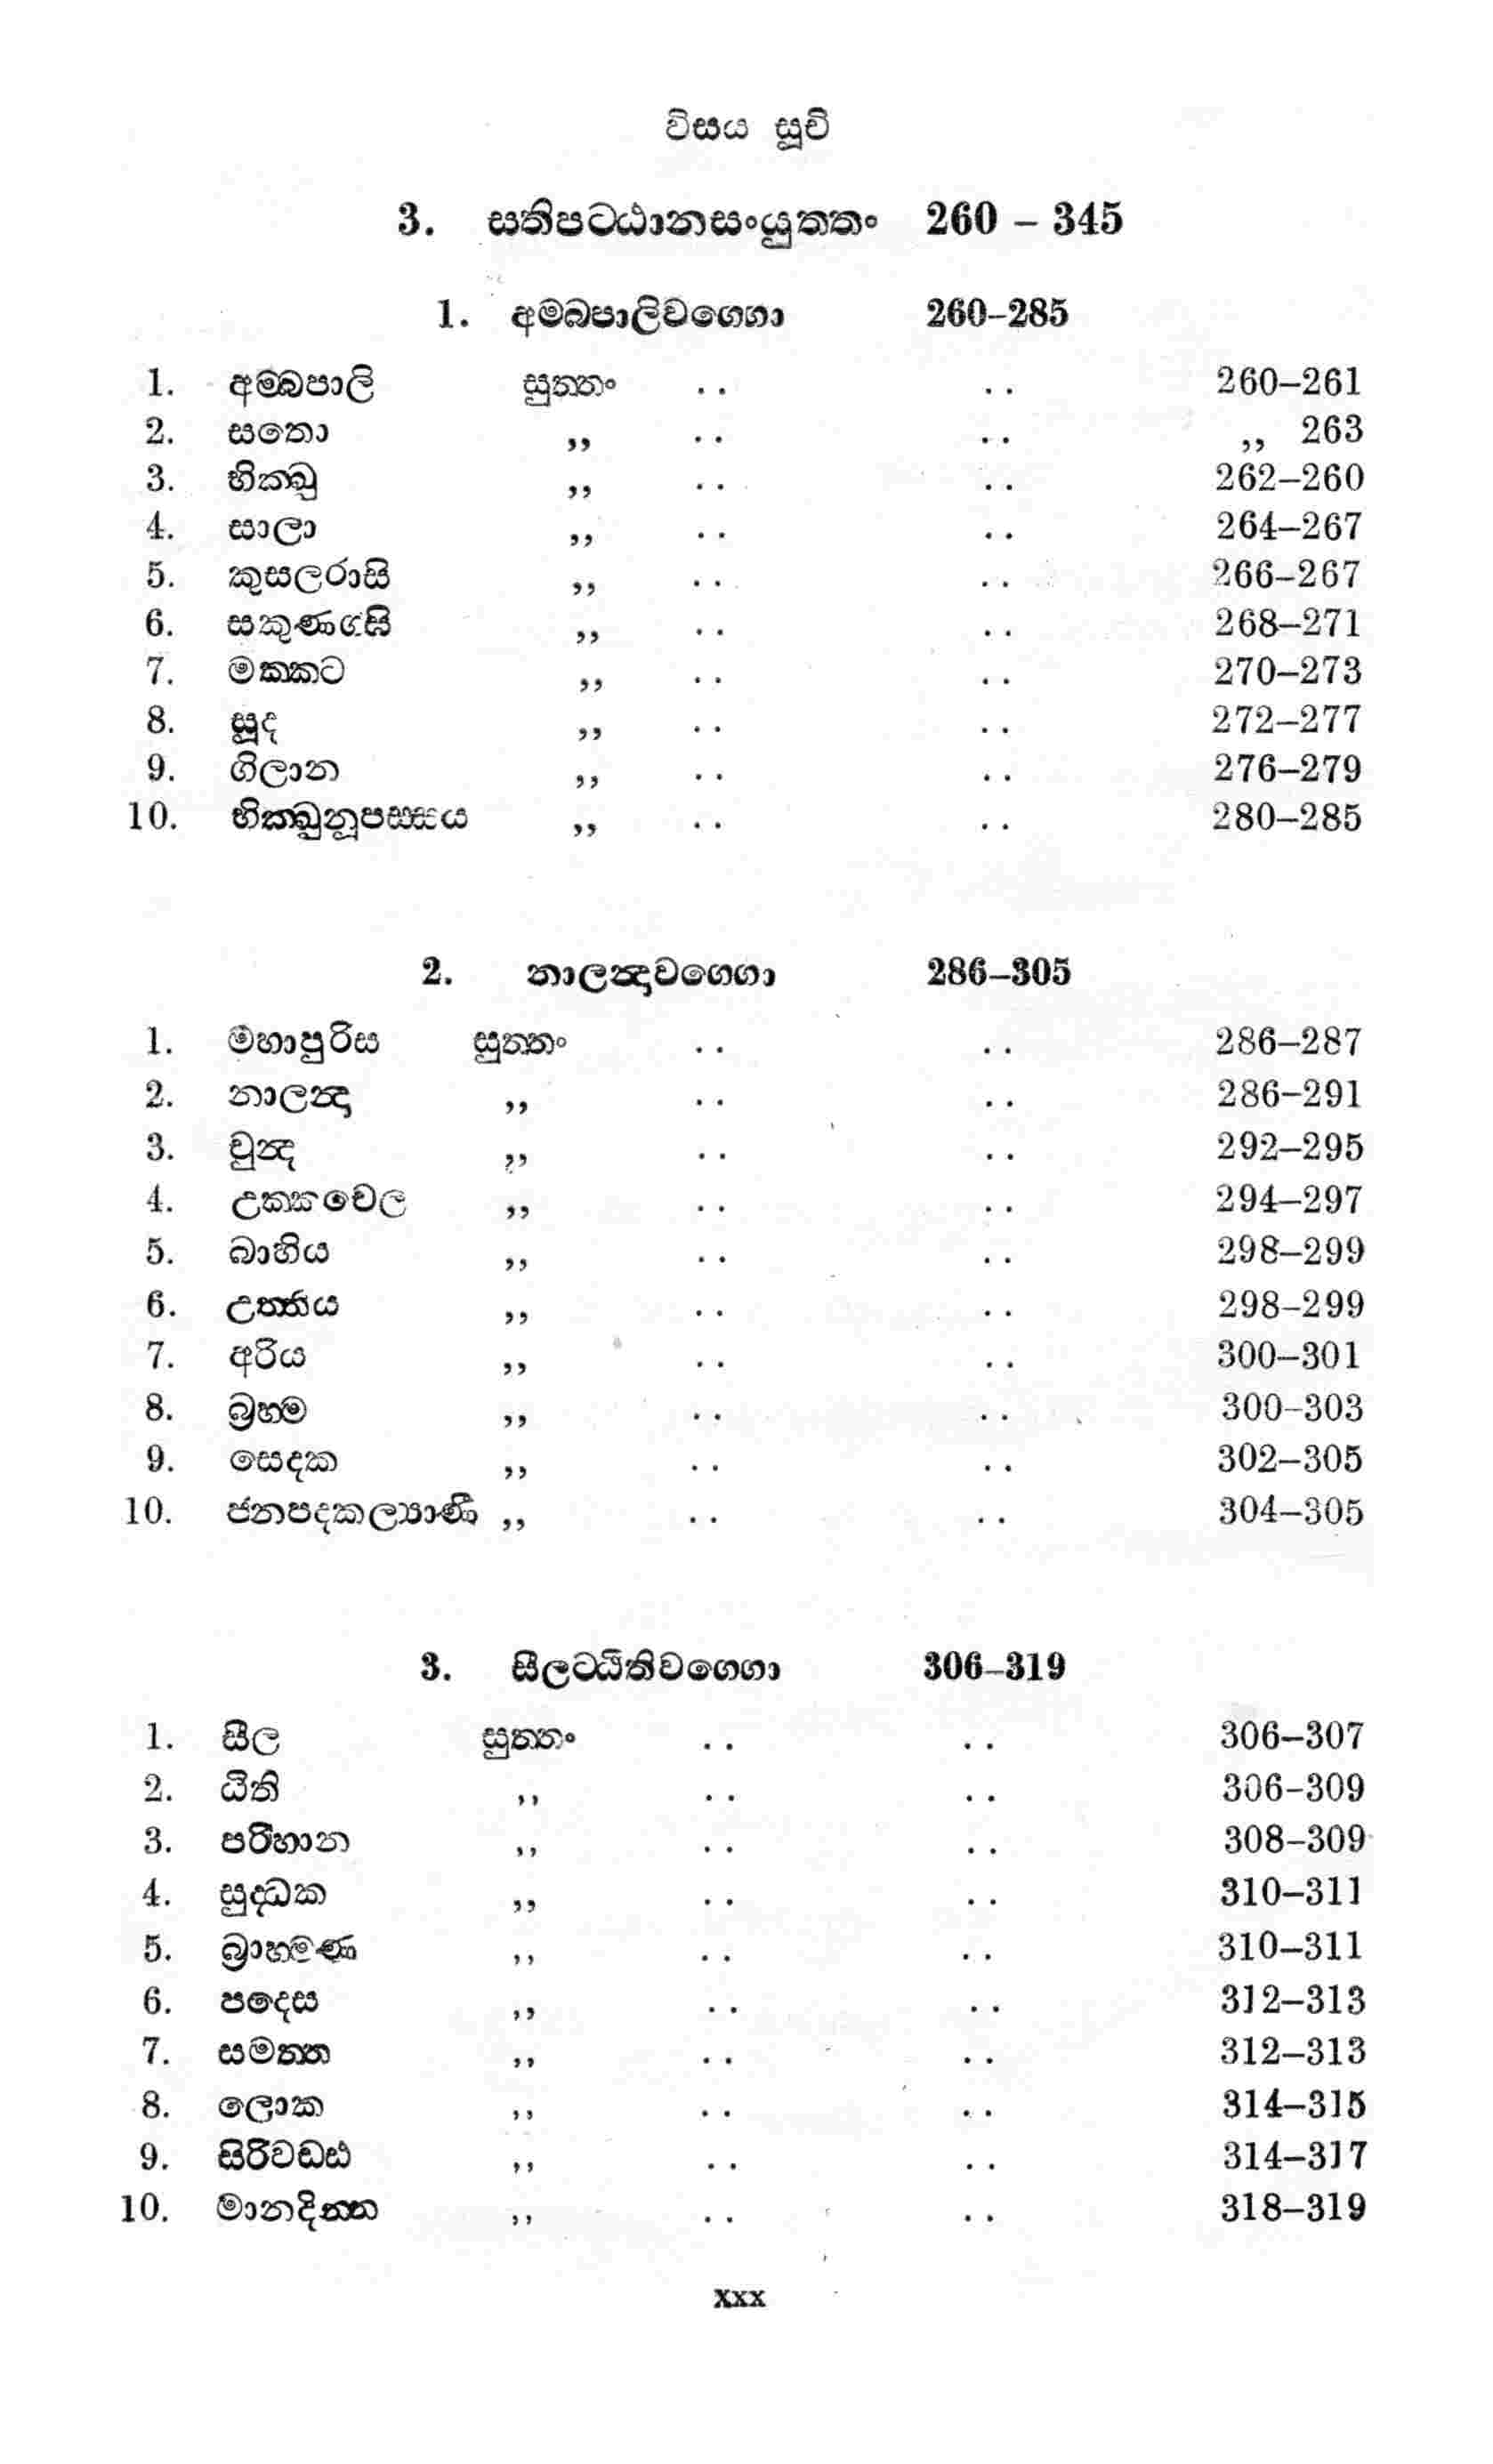 විසය සූචි
3. සතිපට‍ඨානසංයුත‍තං 260 – 345
1. අම‍බපාලිවග‍ගො 260–285
1. අම‍බපාලි සුත‍තං .. .. 260–261
2. සතො ,, .. .. ,, 263
3. භික‍ඛු ,, .. .. 262–260
4. සාලා ,, .. .. 264–267
5. කුසලරාසි ,, .. .. 266–267
6. සකුණග්ඝි ,, .. .. 268–271
7. මක‍කට ,, .. .. 270–273
8. සූද ,, .. .. 272–277
9. ගිලාන ,, .. .. 276–279
10. භික‍ඛුනූපස‍සය ,, .. .. 280–285
2. නාලන්‍දාවග‍ගො 286–305
1. මහාපුරිස සුත‍තං .. .. 286–287
2. නාලන්‍දා ,, .. .. 286–291
3. චුන්‍ද ,, .. .. 292–295
4. උක‍කචෙල ,, .. .. 294–297
5. බාහිය ,, .. .. 298–299
6. උත‍තිය ,, .. .. 298–299
7. අරිය ,, .. .. 300–301
8. බ්‍රහ‍ම ,, .. .. 300–303
9. සෙදක ,, .. .. 302–305
10. ජනපදකල්‍යාණී ,, .. .. 304–305
3. සීලට‍ඨිතිවග‍ගො 306–319
1. සීල සුත‍තං .. .. 306–307
2. ඨිති ,, .. .. 306–309
3. පරිහාන ,, .. .. 308–309
4. සුද‍ධක ,, .. .. 310–311
5. බ්‍රාහ‍මණ ,, .. .. 310–311
6. පදෙස ,, .. .. 312–313
7. සමත‍ත ,, .. .. 312–313
8. ලොක ,, .. .. 314–315
9. සිරිවඩ‍ඪ ,, .. .. 314–317
10. මානදින‍න ,, .. .. 318–319
xxx